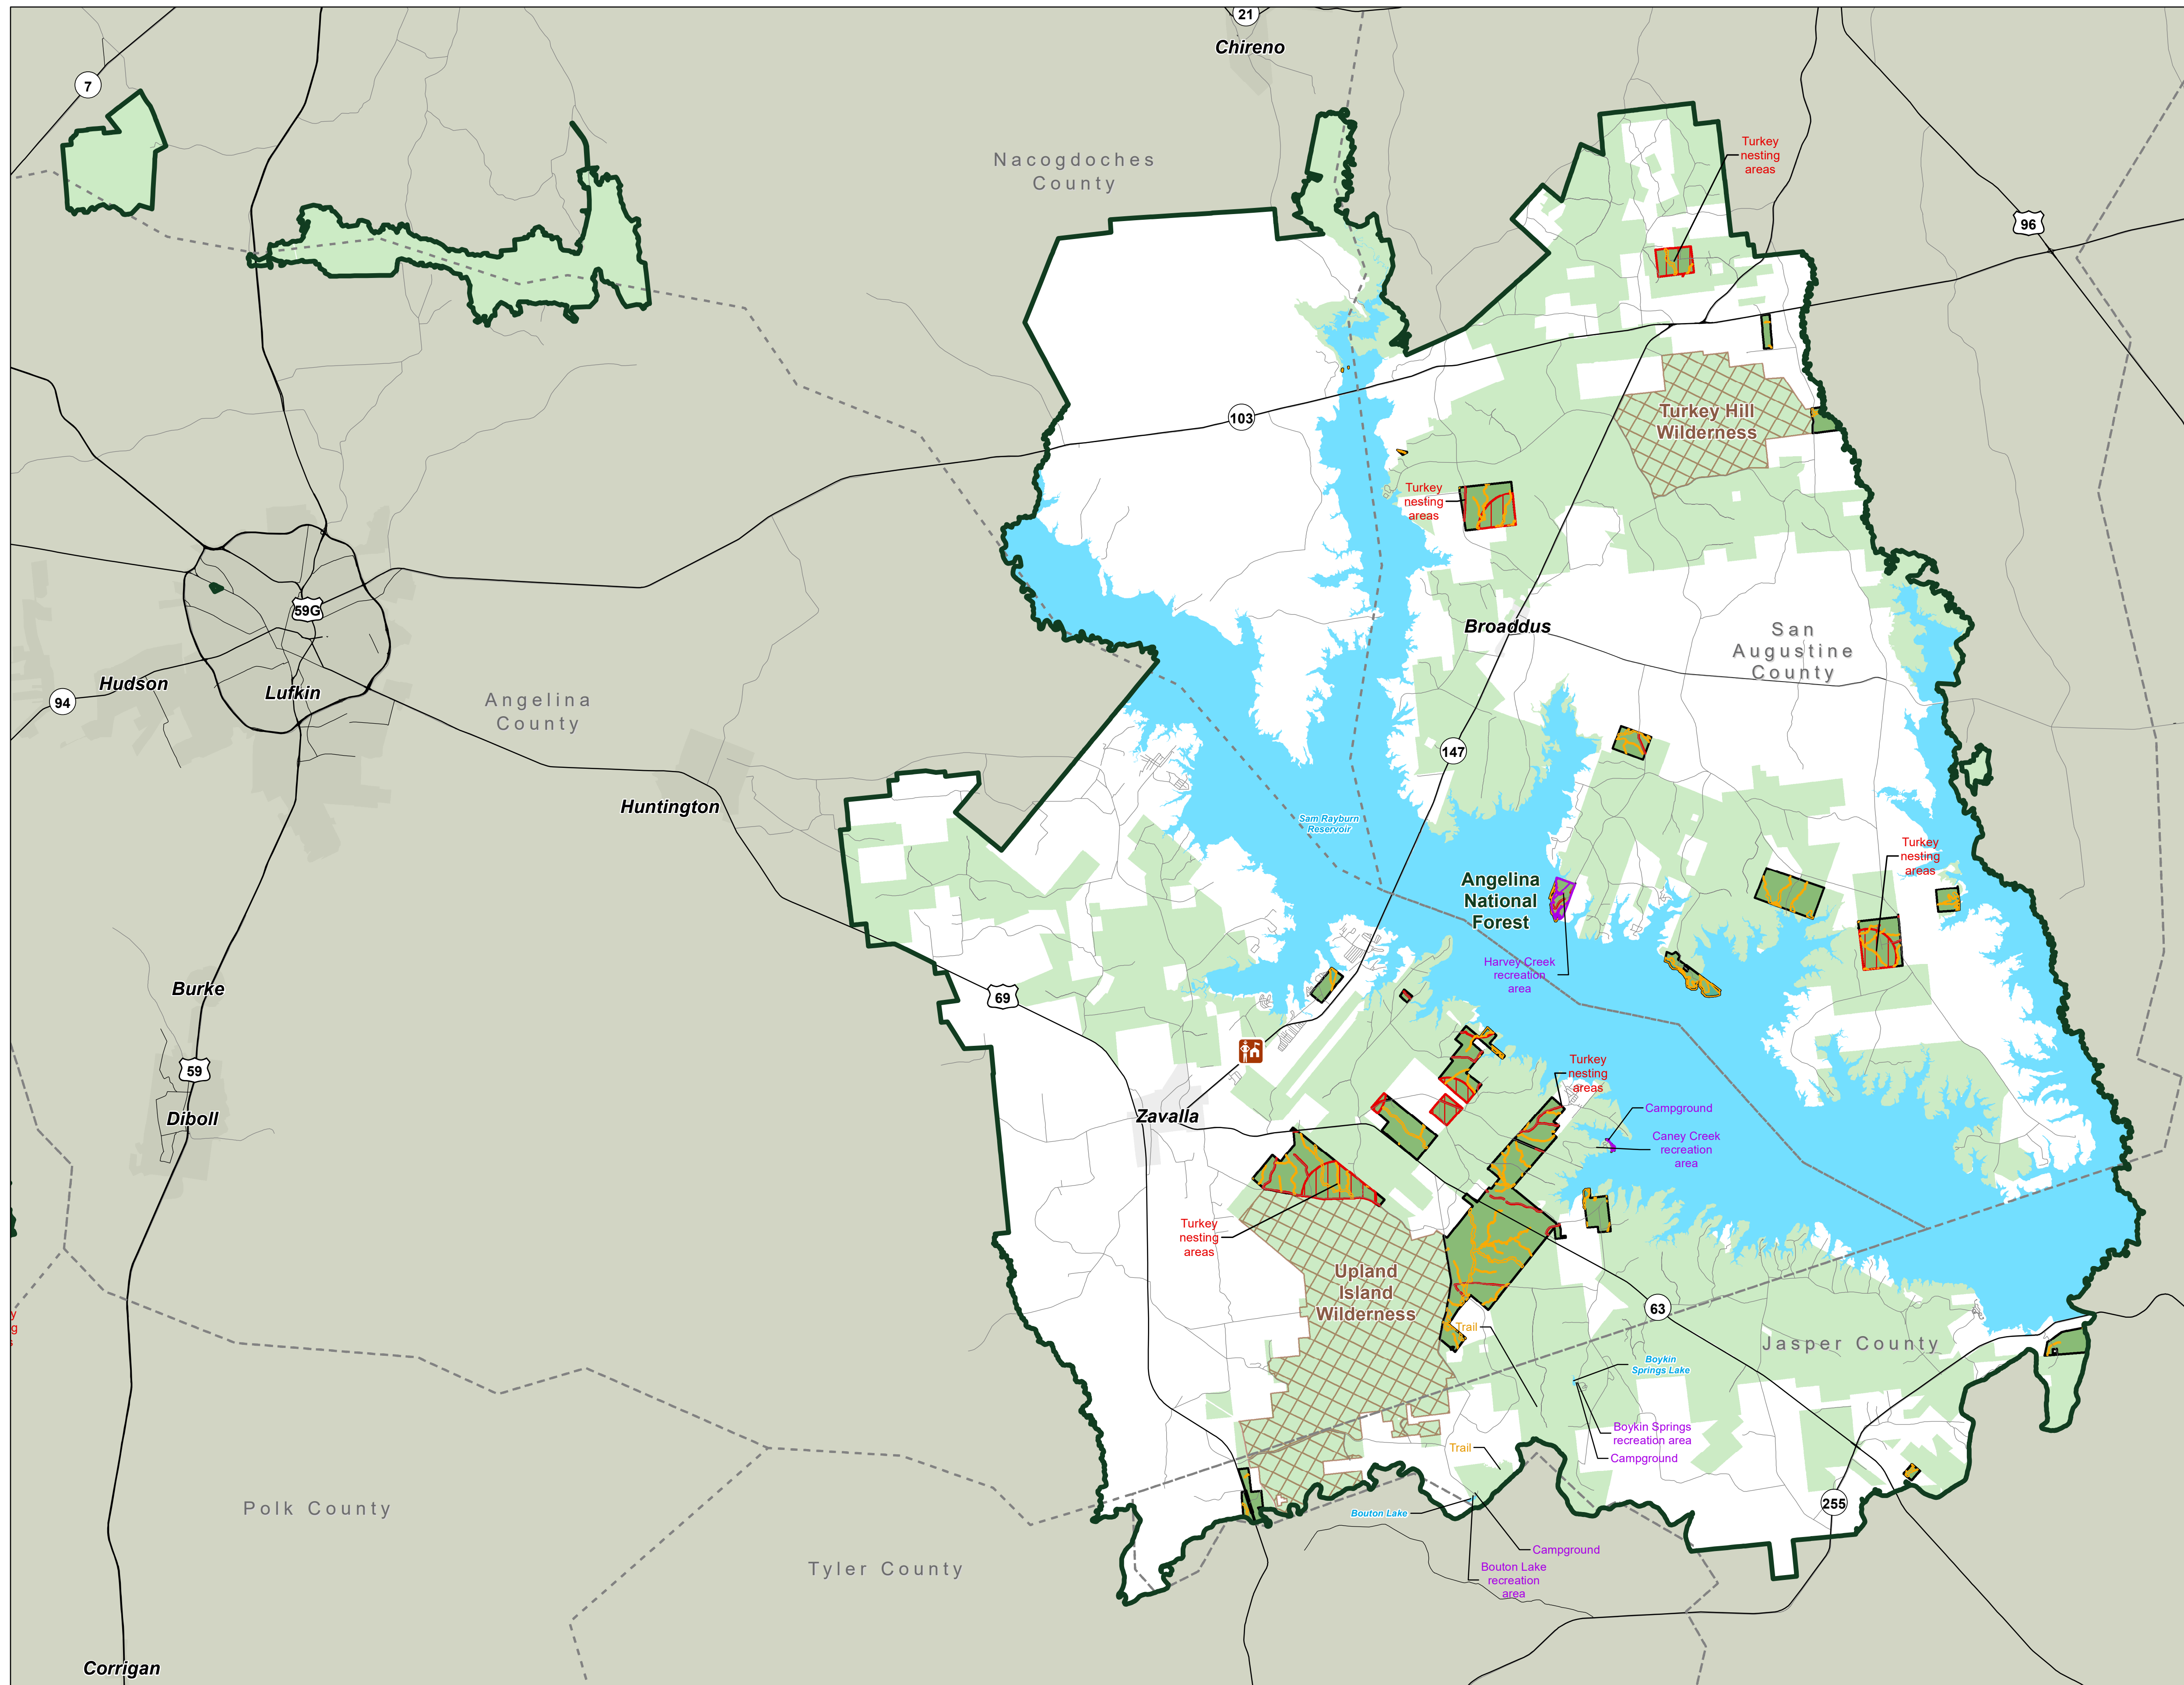 21
Chireno
7
Nacogdoches
County
Turkey
nesting
areas
96
103
Turkey Hill
Wilderness
Turkey
nesting
areas
59G
Broaddus
San
Augustine
County
Hudson
Lufkin
94
Angelina
County
147
Huntington
Sam Rayburn
Reservoir
Turkey
nesting
areas
Angelina
National
Forest
Harvey Creek
recreation
area
Burke
69
59
Diboll
Zavalla
Turkey
nesting
areas
Campground
Caney Creek
recreation
area
Turkey
nesting
areas
Upland
Island
Wilderness
63
Trail
Jasper County
Boykin
Springs Lake
Boykin Springs
recreation area
Campground
Trail
Polk County
Bouton Lake
255
Campground
Bouton Lake
recreation
area
Tyler County
Corrigan